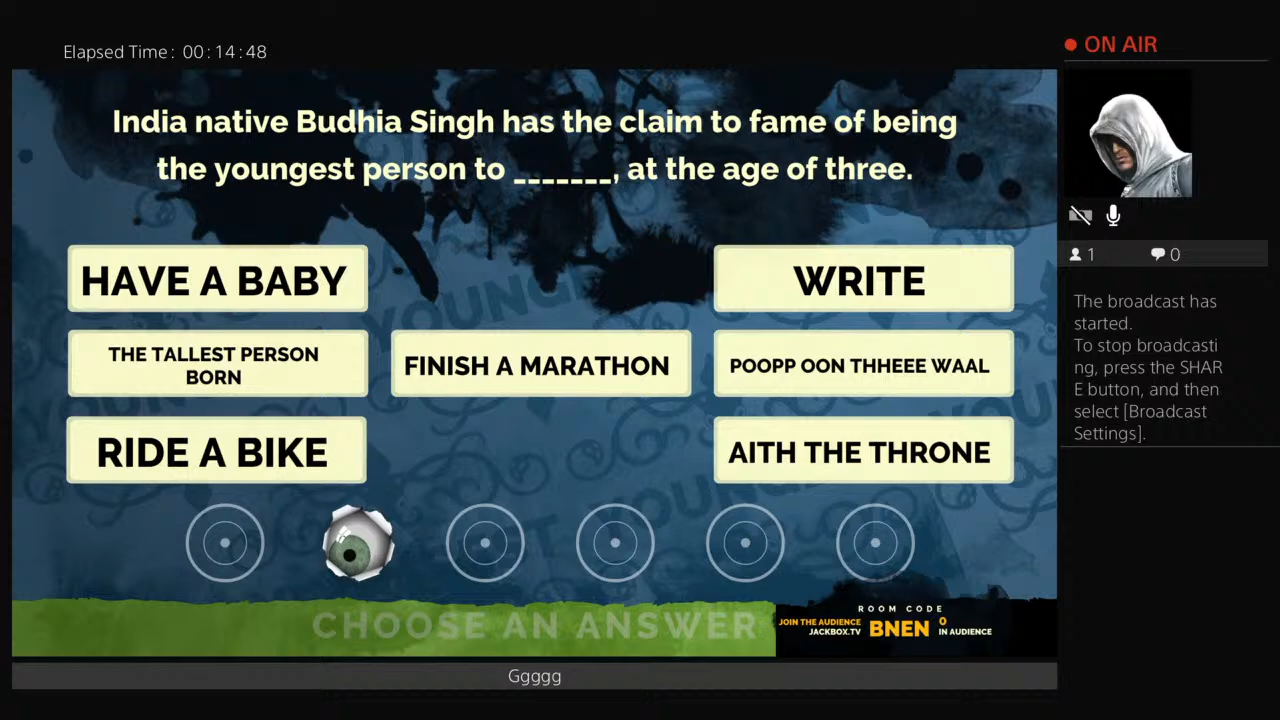 Elapsed Time: 00:14:48
ON AIR
India native Budhia Singh has the claim to fame of being
the youngest person to _______, at the age of three.
HAVE A BABY
WRITE
THE TALLEST PERSON
BORN
FINISH A MARATHON
POOPP OON THHEEE WAAL
RIDE A BIKE
AITH THE THRONE
CHOOSE AN ANSWER
ROOM CODE
JOIN THE AUDIENCE
JACKBOX.TV
BNEN
0
IN AUDIENCE
Ggggg
1
0
The broadcast has
started.
To stop broadcasti
ng, press the SHAR
E button, and then
select [Broadcast
Settings].